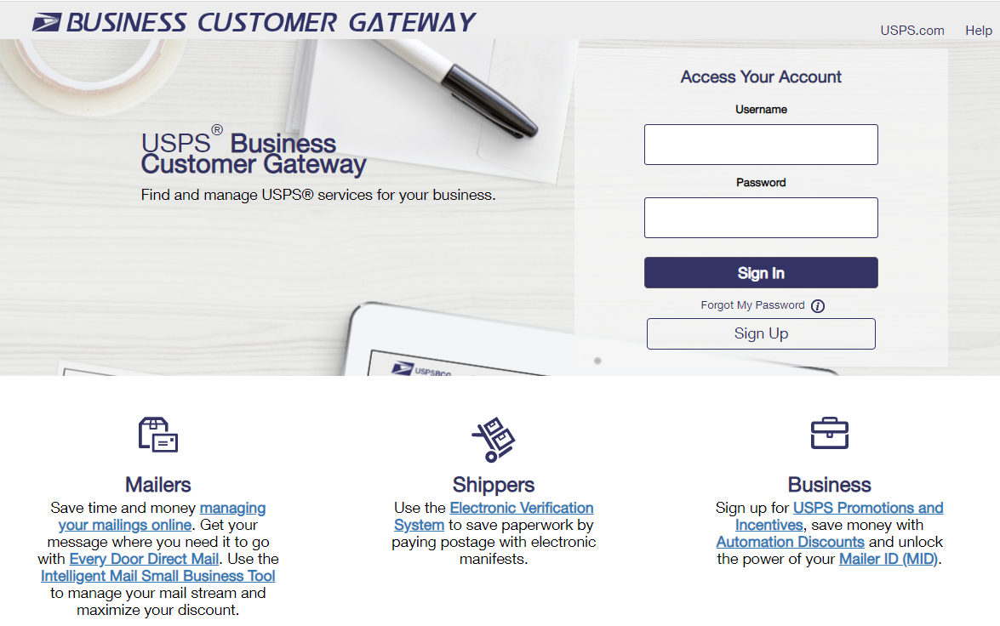 BUSINESS CUSTOMER GATEWAY
USPS.com Help
USPS® Business
Customer Gateway
Find and manage USPS® services for your business.
Access Your Account
Username
Password
Sign In
Forgot My Password i
Sign Up
USPSBCG
Mailers
Save time and money managing
your mailings online. Get your
message where you need it to go
with Every Door Direct Mail. Use the
Intelligent Mail Small Business Tool
to manage your mail stream and
maximize your discount.
Shippers
Use the Electronic Verification
System to save paperwork by
paying postage with electronic
manifests.
Business
Sign up for USPS Promotions and
Incentives, save money with
Automation Discounts and unlock
the power of your Mailer ID (MID).